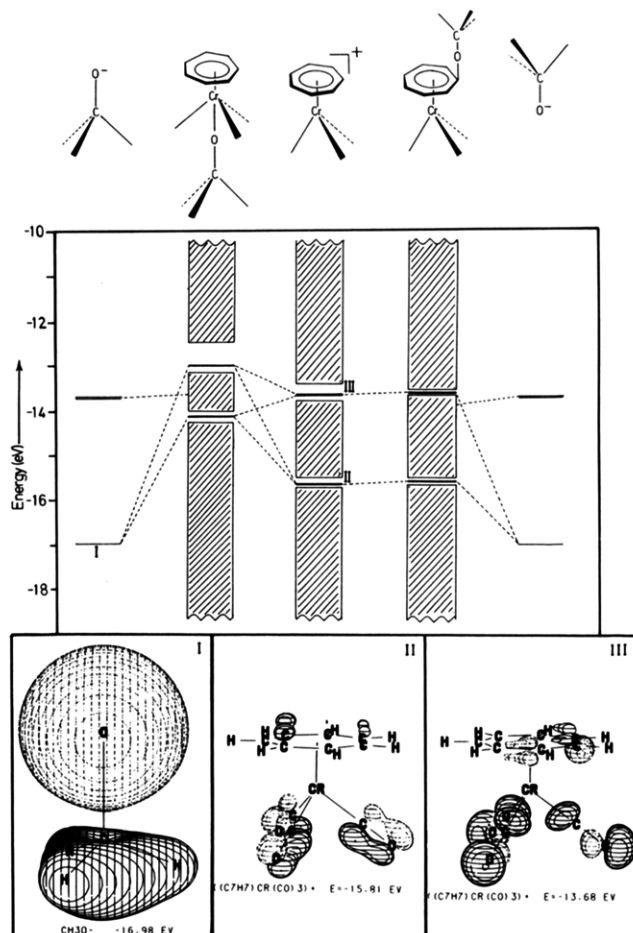 O⁻
C
Cr
O
C
+
Cr
C
O
Cr
C
O⁻
Energy (eV)
-10
-12
-14
-16
-18
I
II
III
I
CH3O- -16.98 EV
II
H H C C C H C H H
CR
((C7H7)CR(CO)3)+ E=-15.81 EV
III
H H C C C H H H
CR
C
((C7H7)CR(CO)3)+ E=-13.68 EV